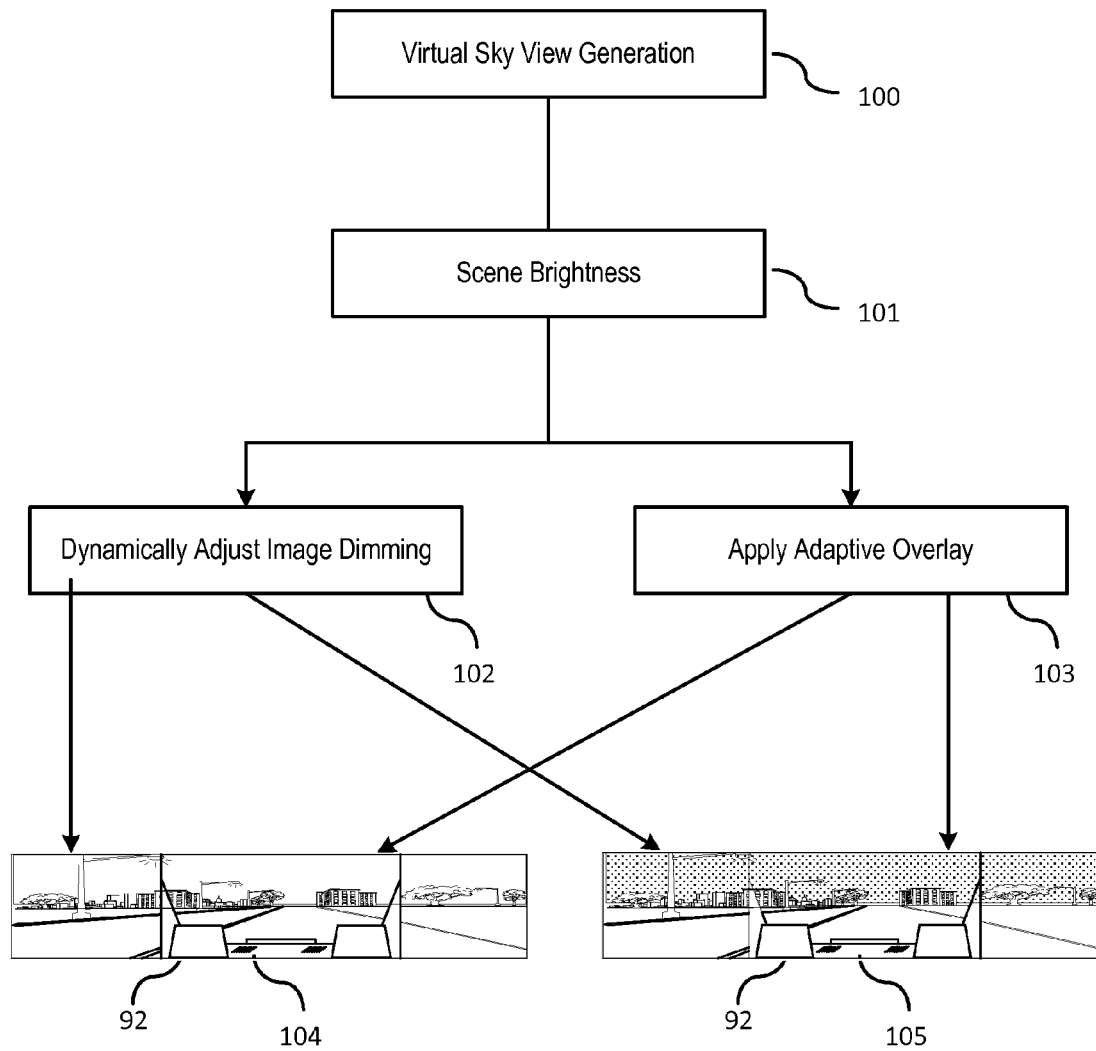 Virtual Sky View Generation
100
Scene Brightness
101
Dynamically Adjust Image Dimming
Apply Adaptive Overlay
102
103
92
104
92
105